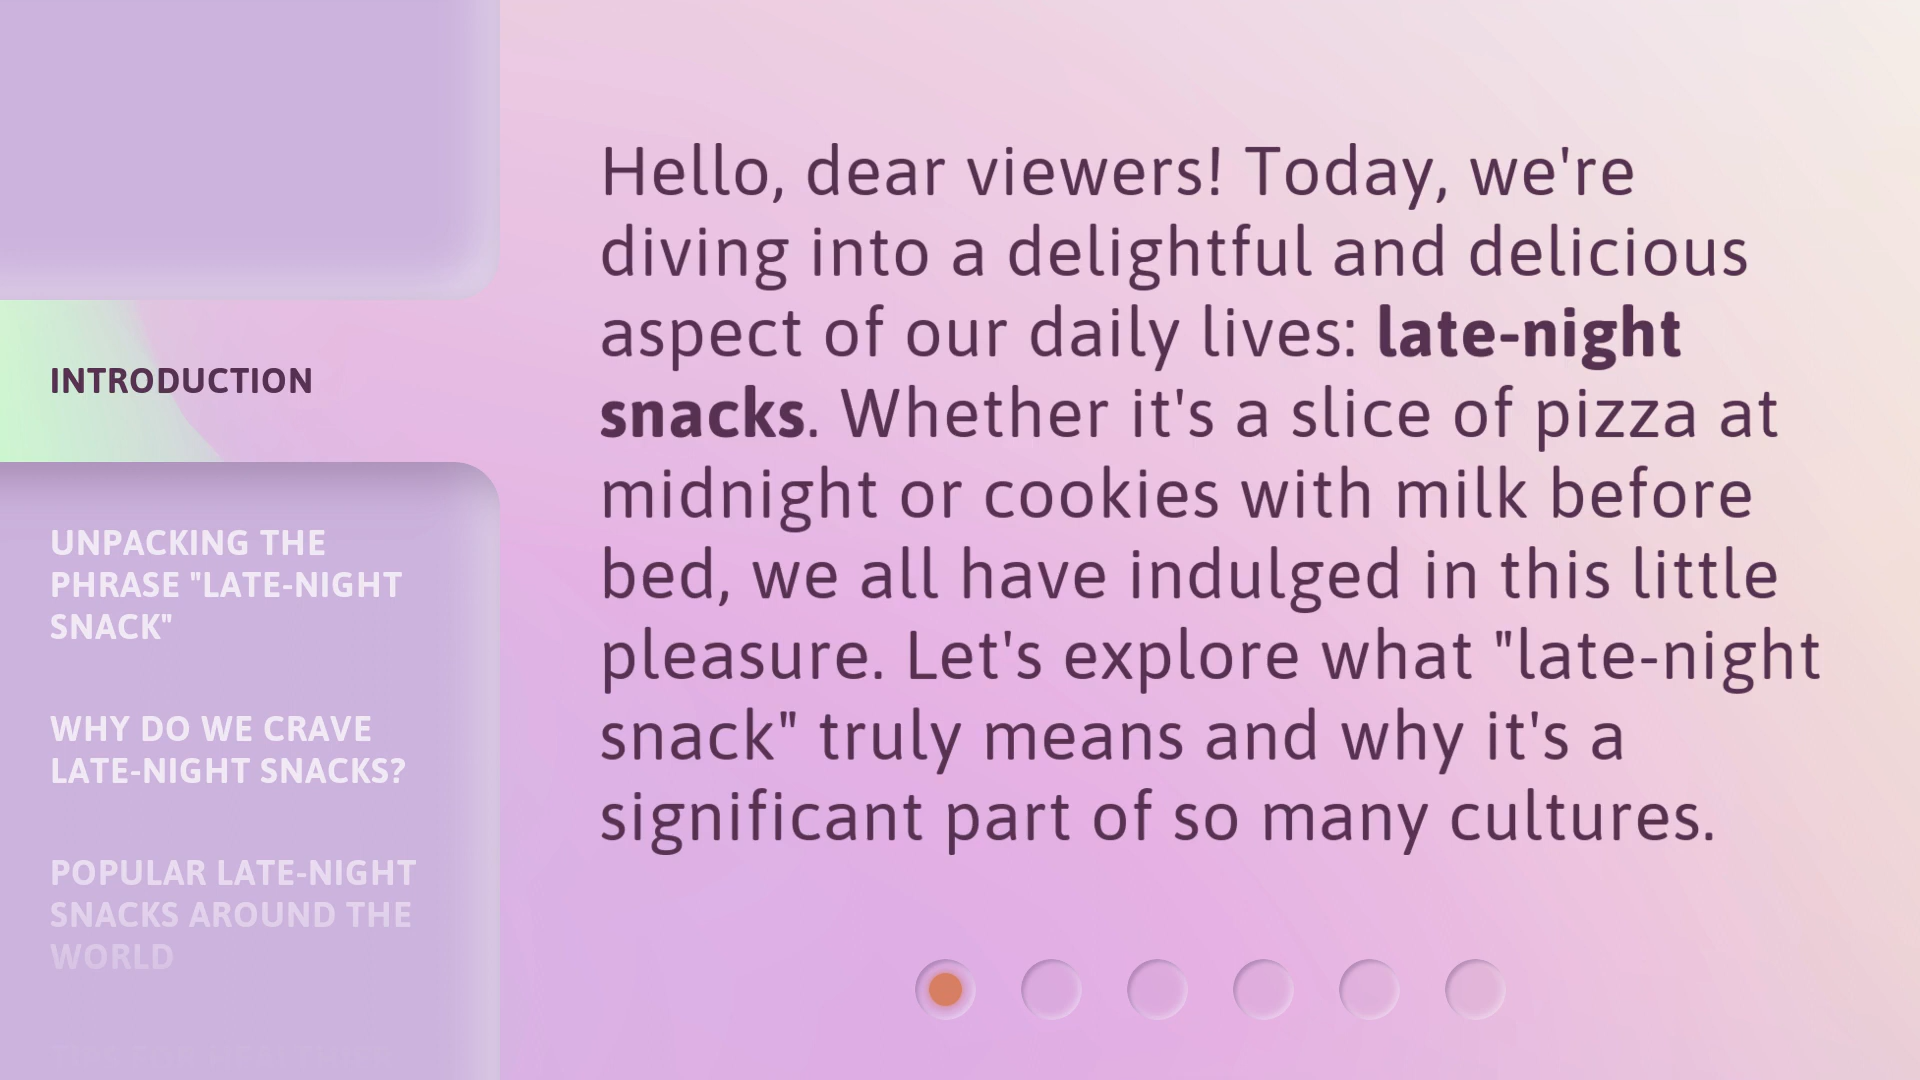 INTRODUCTION
UNPACKING THE
PHRASE "LATE-NIGHT
SNACK"
WHY DO WE CRAVE
LATE-NIGHT SNACKS?
POPULAR LATE-NIGHT
SNACKS AROUND THE
WORLD
TIPS FOR HEALTHIER
Hello, dear viewers! Today, we're
diving into a delightful and delicious
aspect of our daily lives: late-night
snacks. Whether it's a slice of pizza at
midnight or cookies with milk before
bed, we all have indulged in this little
pleasure. Let's explore what "late-night
snack" truly means and why it's a
significant part of so many cultures.